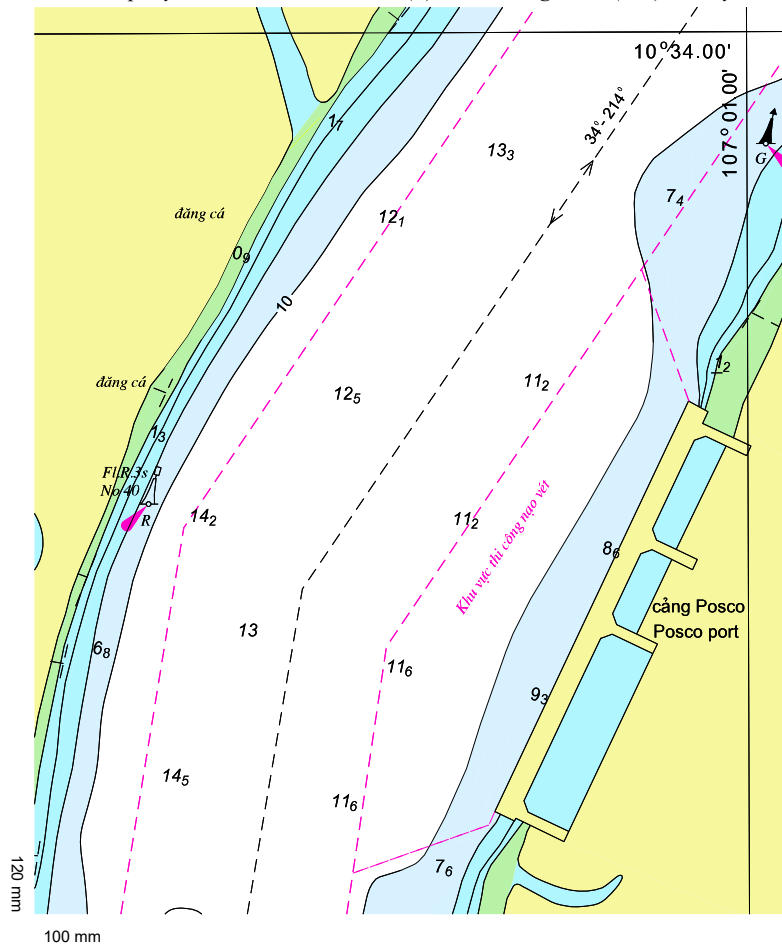 10° 34.00'
107° 01.00'
34° - 214°
1₇
13₃
G
12₁
7₄
đăng cá
0₉
10
11₂
1₂
đăng cá
12₅
1₃
Fl.R.3s
No 40
R
14₂
11₂
Khu vực thi công nạo vét
8₆
cảng Posco
Posco port
13
6₈
11₆
9₃
14₅
11₆
7₆
120 mm
100 mm